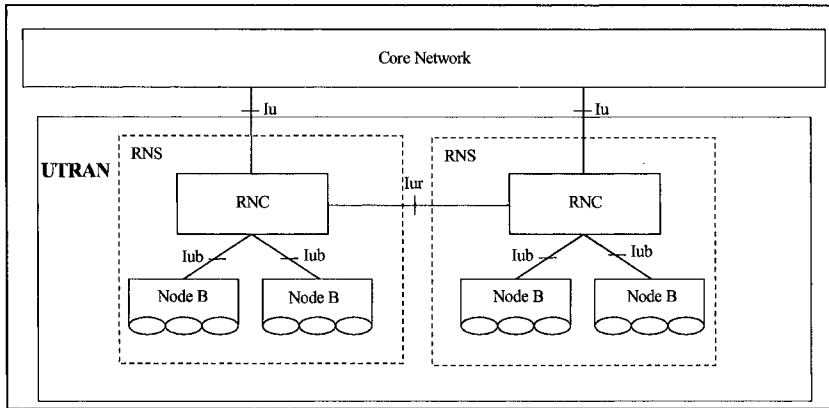 Core Network
Iu
Iu
UTRAN
RNS
RNS
RNC
Iur
RNC
Iub
Iub
Iub
Iub
Node B
Node B
Node B
Node B